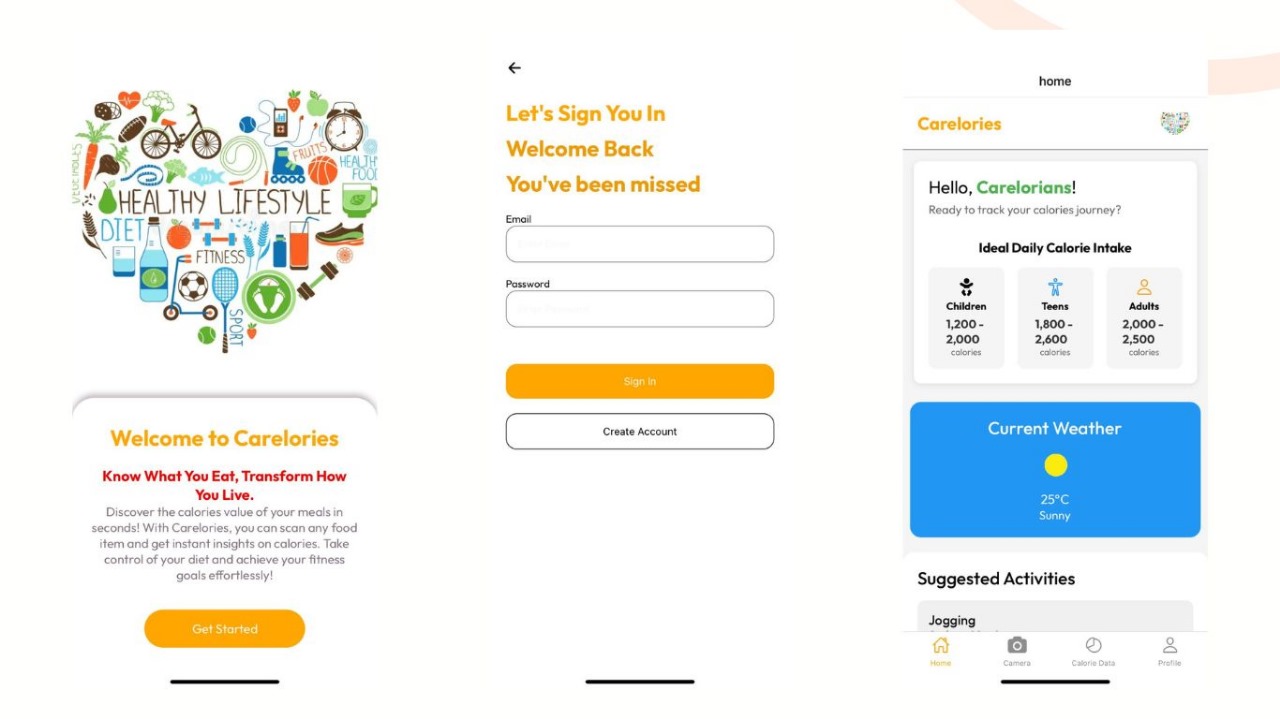 VEGETABLES
FRUITS
HEALTHY
FOOD
HEALTHY LIFESTYLE
DIET
FITNESS
SPORT
Welcome to Carelories
Know What You Eat, Transform How
You Live.
Discover the calories value of your meals in
seconds! With Carelories, you can scan any food
item and get instant insights on calories. Take
control of your diet and achieve your fitness
goals effortlessly!
Get Started
Let's Sign You In
Welcome Back
You've been missed
Email
Password
Sign In
Create Account
home
Carelories
Hello, Carelorians!
Ready to track your calories journey?
Ideal Daily Calorie Intake
Children
1,200 -
2,000
calories
Teens
1,800 -
2,600
calories
Adults
2,000 -
2,500
calories
Current Weather
25°C
Sunny
Suggested Activities
Jogging
Home
Camera
Calorie Data
Profile